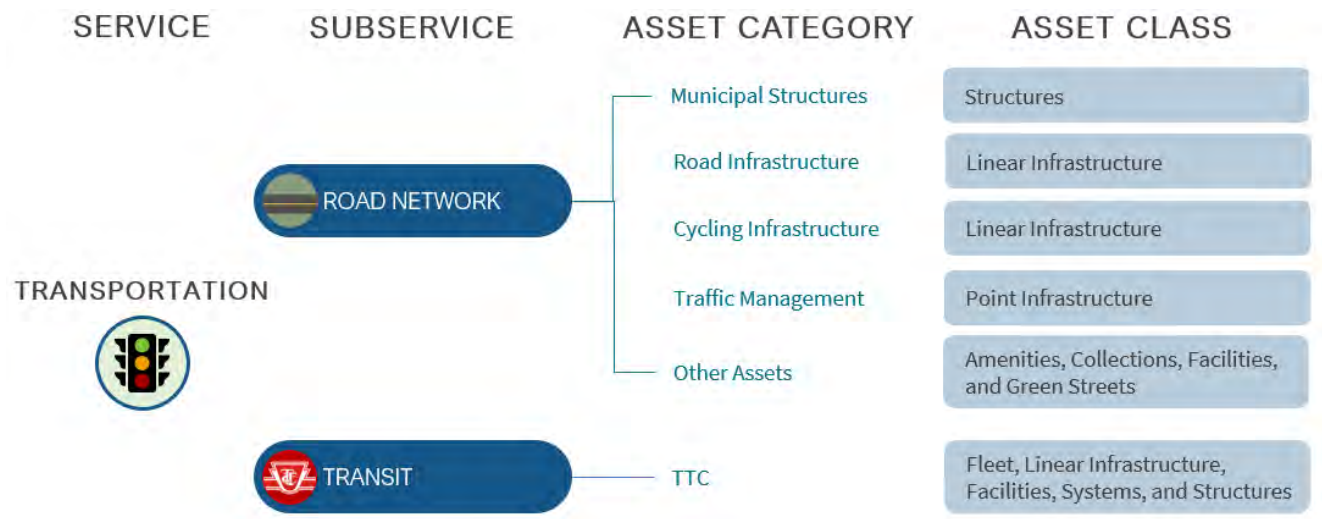 SERVICE
SUBSERVICE
ASSET CATEGORY
ASSET CLASS
Municipal Structures
Structures
Road Infrastructure
Linear Infrastructure
ROAD NETWORK
Cycling Infrastructure
Linear Infrastructure
TRANSPORTATION
Traffic Management
Point Infrastructure
Other Assets
Amenities, Collections, Facilities,
and Green Streets
TRANSIT
TTC
Fleet, Linear Infrastructure,
Facilities, Systems, and Structures